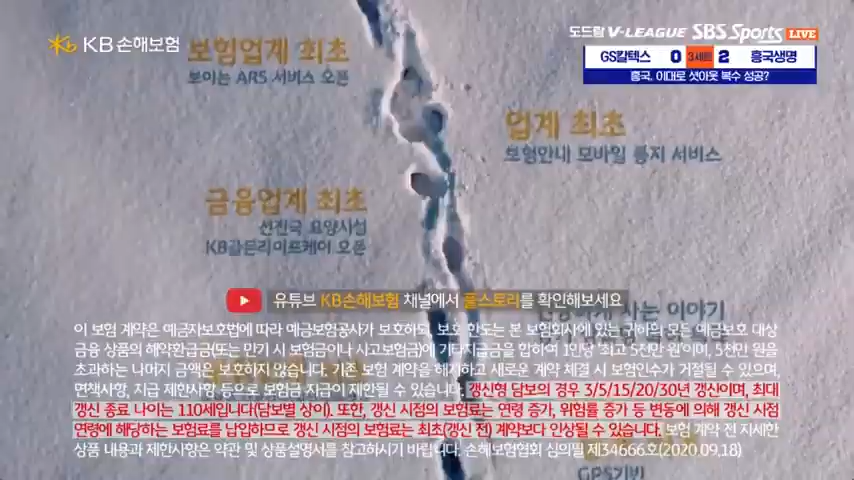 KB손해보험
보험업계 최초
보이는 ARS 서비스 오픈
도드람 V-LEAGUE SBS Sports LIVE
GS칼텍스 0 3세트 2 흥국생명
흥국, 이대로 셧아웃 복수 성공?
업계 최초
보험안내 모바일 통지 서비스
금융업계 최초
선진국 요양시설
KB골든라이프케어 오픈
유튜브 KB손해보험 채널에서 풀스토리를 확인해보세요
사는 이야기
이 보험 계약은 예금자보호법에 따라 예금보험공사가 보호하되, 보호 한도는 본 보험회사에 있는 귀하의 모든 예금보호 대상
금융 상품의 해약환급금(또는 만기 시 보험금이나 사고보험금)에 기타지급금을 합하여 1인당 '최고 5천만 원'이며, 5천만 원을
초과하는 나머지 금액은 보호하지 않습니다. 기존 보험 계약을 해지하고 새로운 계약 체결 시 보험인수가 거절될 수 있으며,
면책사항, 지급 제한사항 등으로 보험금 지급이 제한될 수 있습니다. 갱신형 담보의 경우 3/5/15/20/30년 갱신이며, 최대
갱신 종료 나이는 110세입니다(담보별 상이). 또한, 갱신 시점의 보험료는 연령 증가, 위험률 증가 등 변동에 의해 갱신 시점
연령에 해당하는 보험료를 납입하므로 갱신 시점의 보험료는 최초(갱신 전) 계약보다 인상될 수 있습니다. 보험 계약 전 자세한
상품 내용과 제한사항은 약관 및 상품설명서를 참고하시기 바랍니다. 손해보험협회 심의필 제34666호(2020.09.18)
GPS기반